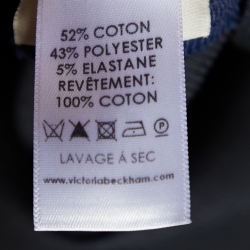 52% COTON
43% POLYESTER
5% ELASTANE
REVÊTEMENT:
100% COTON
P
LAVAGE À SEC
www.victoriabeckham.com